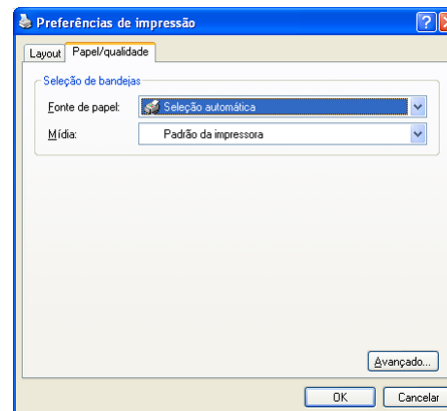 Preferências de impressão
Layout Papel/qualidade
Seleção de bandejas
Fonte de papel: Seleção automática
Mídia: Padrão da impressora
Avançado...
OK Cancelar